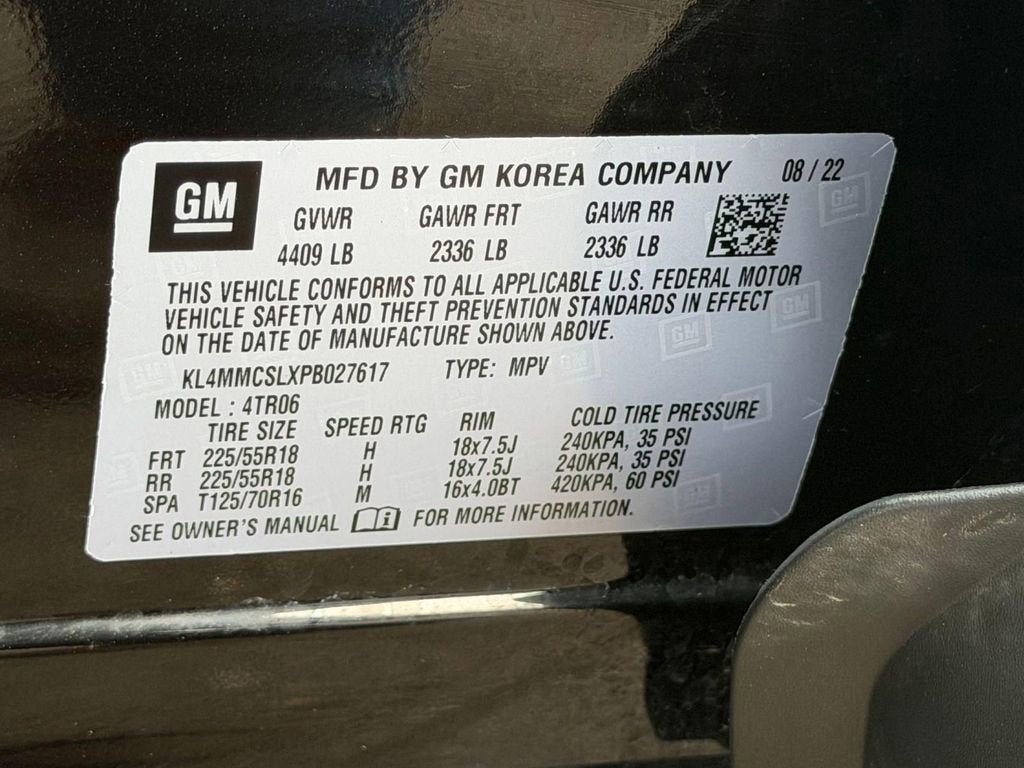 GM MFD BY GM KOREA COMPANY 08 / 22
GVWR GAWR FRT GAWR RR
4409 LB 2336 LB 2336 LB
THIS VEHICLE CONFORMS TO ALL APPLICABLE U.S. FEDERAL MOTOR
VEHICLE SAFETY AND THEFT PREVENTION STANDARDS IN EFFECT
ON THE DATE OF MANUFACTURE SHOWN ABOVE.
KL4MMCSLXPB027617 TYPE: MPV
MODEL : 4TR06
TIRE SIZE SPEED RTG RIM COLD TIRE PRESSURE
FRT 225/55R18 H 18x7.5J 240KPA, 35 PSI
RR 225/55R18 H 18x7.5J 240KPA, 35 PSI
SPA T125/70R16 M 16x4.0BT 420KPA, 60 PSI
SEE OWNER'S MANUAL FOR MORE INFORMATION.